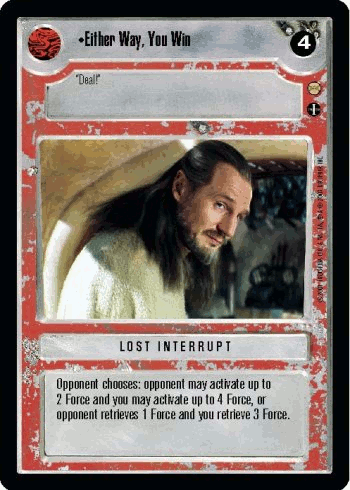 •Either Way, You Win
4
"Deal!"
LOST INTERRUPT
Opponent chooses: opponent may activate up to
2 Force and you may activate up to 4 Force, or
opponent retrieves 1 Force and you retrieve 3 Force.